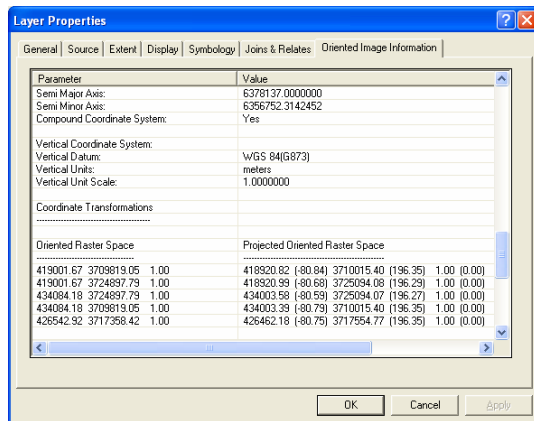 Layer Properties
General Source Extent Display Symbology Joins & Relates Oriented Image Information
Parameter Value
Semi Major Axis: 6378137.0000000
Semi Minor Axis: 6356752.3142452
Compound Coordinate System: Yes
Vertical Coordinate System:
Vertical Datum: WGS 84(G873)
Vertical Units: meters
Vertical Unit Scale: 1.0000000
Coordinate Transformations
----------------------------------------
Oriented Raster Space Projected Oriented Raster Space
---------------------------------- ------------------------------------------------------------------
419001.67 3709819.05 1.00 418920.82 (-80.84) 3710015.40 (196.35) 1.00 (0.00)
419001.67 3724897.79 1.00 418920.99 (-80.68) 3725094.08 (196.29) 1.00 (0.00)
434084.18 3724897.79 1.00 434003.58 (-80.59) 3725094.07 (196.27) 1.00 (0.00)
434084.18 3709819.05 1.00 434003.39 (-80.79) 3710015.40 (196.35) 1.00 (0.00)
426542.92 3717358.42 1.00 426462.18 (-80.75) 3717554.77 (196.35) 1.00 (0.00)
OK Cancel Apply